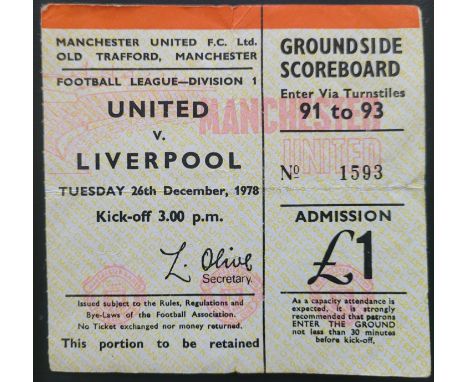 MANCHESTER UNITED F.C. Ltd.
OLD TRAFFORD, MANCHESTER
FOOTBALL LEAGUE—DIVISION 1
UNITED
v.
LIVERPOOL
TUESDAY 26th December, 1978
Kick-off 3.00 p.m.
L. Olive
Secretary.
Issued subject to the Rules, Regulations and
Bye-Laws of the Football Association.
No Ticket exchanged nor money returned.
This portion to be retained
GROUNDSIDE
SCOREBOARD
Enter Via Turnstiles
91 to 93
MANCHESTER
UNITED
Nº 1593
ADMISSION
£1
As a capacity attendance is
expected, it is strongly
recommended that patrons
ENTER THE GROUND
not less than 30 minutes
before kick-off.